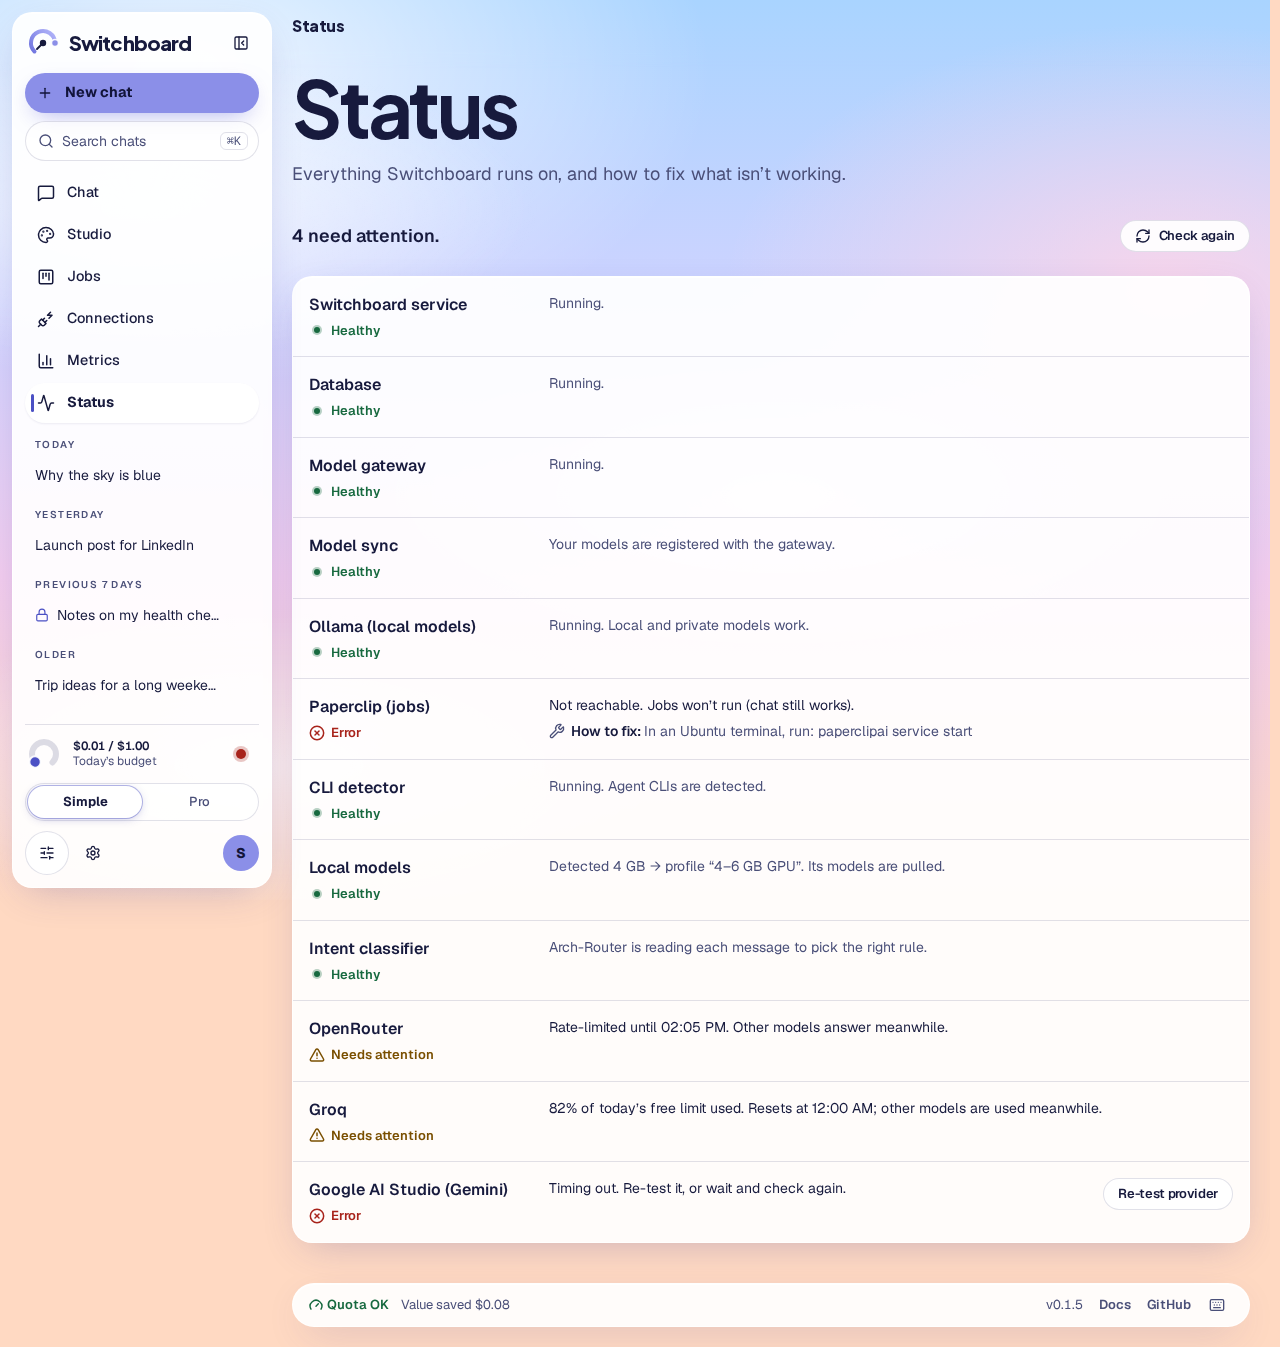 Switchboard
New chat
Search chats
⌘K
Chat
Studio
Jobs
Connections
Metrics
Status
TODAY
Why the sky is blue
YESTERDAY
Launch post for LinkedIn
PREVIOUS 7 DAYS
Notes on my health che…
OLDER
Trip ideas for a long weeke…
$0.01 / $1.00
Today's budget
Simple
Pro
S
Status
Status
Everything Switchboard runs on, and how to fix what isn’t working.
4 need attention.
Check again
Switchboard service
Running.
Healthy
Database
Running.
Healthy
Model gateway
Running.
Healthy
Model sync
Your models are registered with the gateway.
Healthy
Ollama (local models)
Running. Local and private models work.
Healthy
Paperclip (jobs)
Not reachable. Jobs won’t run (chat still works).
Error
How to fix: In an Ubuntu terminal, run: paperclipai service start
CLI detector
Running. Agent CLIs are detected.
Healthy
Local models
Detected 4 GB → profile “4–6 GB GPU”. Its models are pulled.
Healthy
Intent classifier
Arch-Router is reading each message to pick the right rule.
Healthy
OpenRouter
Rate-limited until 02:05 PM. Other models answer meanwhile.
Needs attention
Groq
82% of today’s free limit used. Resets at 12:00 AM; other models are used meanwhile.
Needs attention
Google AI Studio (Gemini)
Timing out. Re-test it, or wait and check again.
Re-test provider
Error
Quota OK
Value saved $0.08
v0.1.5
Docs
GitHub